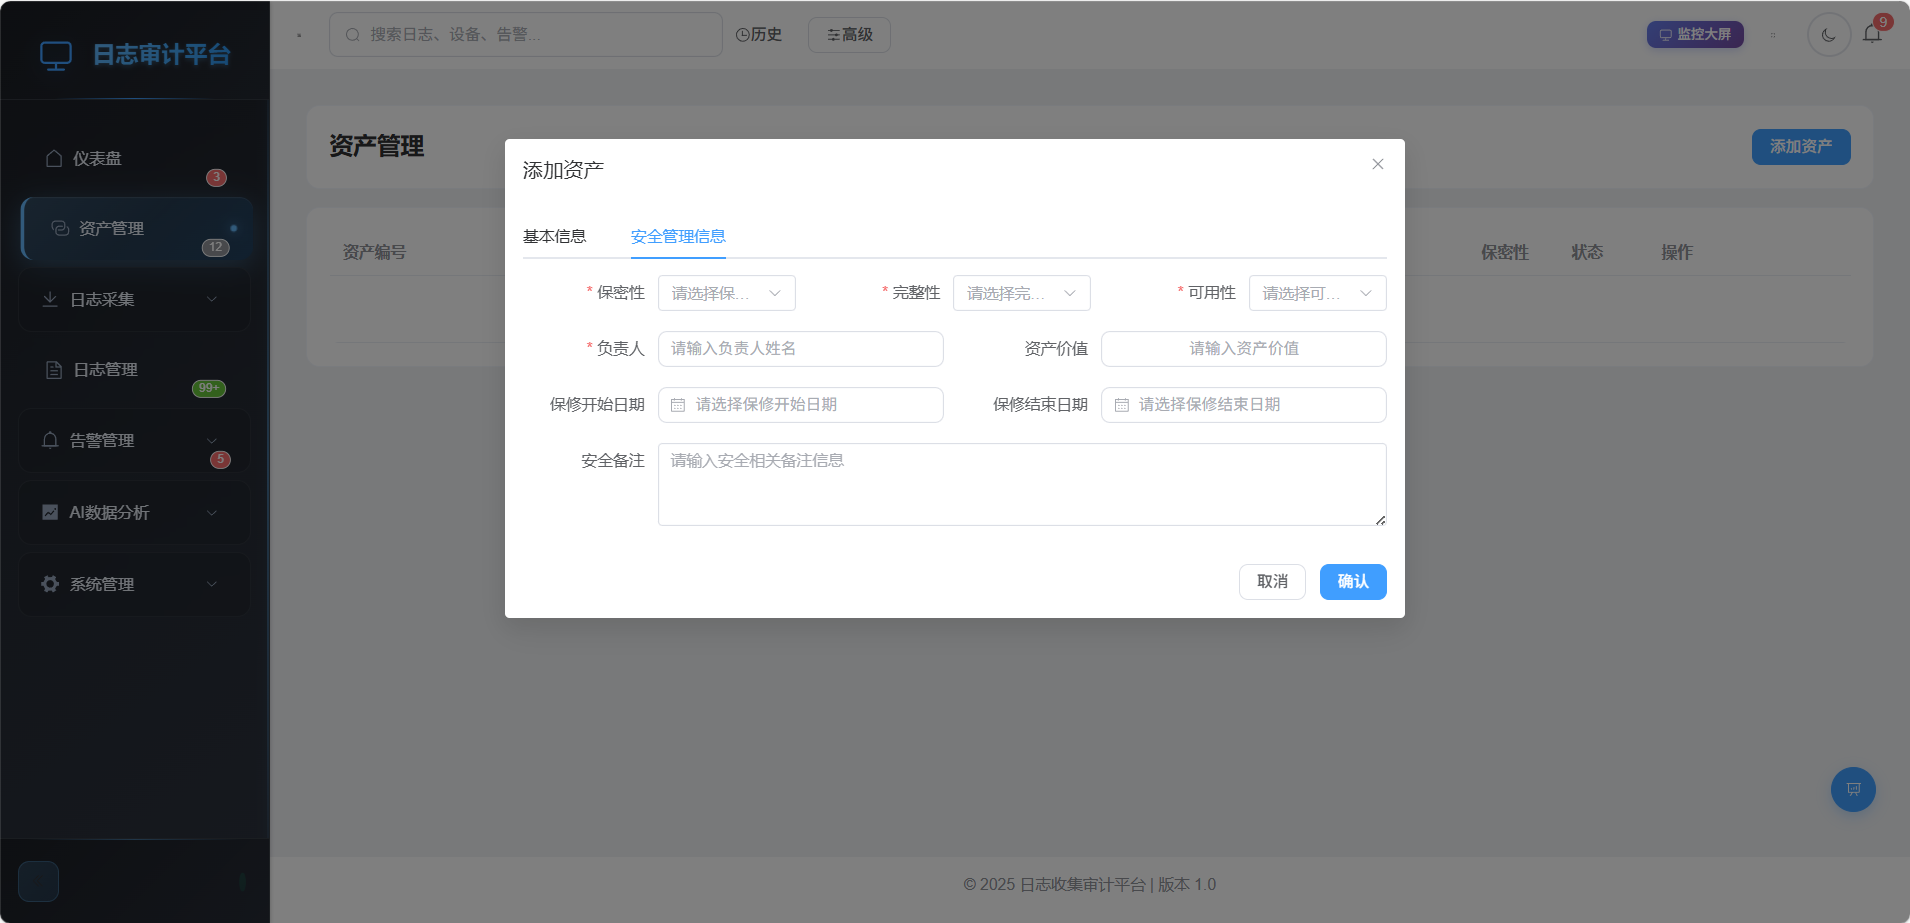 日志审计平台
搜索日志、设备、告警...
历史
高级
监控大屏
9
仪表盘
3
资产管理
12
日志采集
日志管理
99+
告警管理
5
AI数据分析
系统管理
资产管理
添加资产
资产编号
保密性
状态
操作
添加资产
基本信息
安全管理信息
* 保密性
请选择保...
* 完整性
请选择完...
* 可用性
请选择可...
* 负责人
请输入负责人姓名
资产价值
请输入资产价值
保修开始日期
请选择保修开始日期
保修结束日期
请选择保修结束日期
安全备注
请输入安全相关备注信息
取消
确认
© 2025 日志收集审计平台 | 版本 1.0